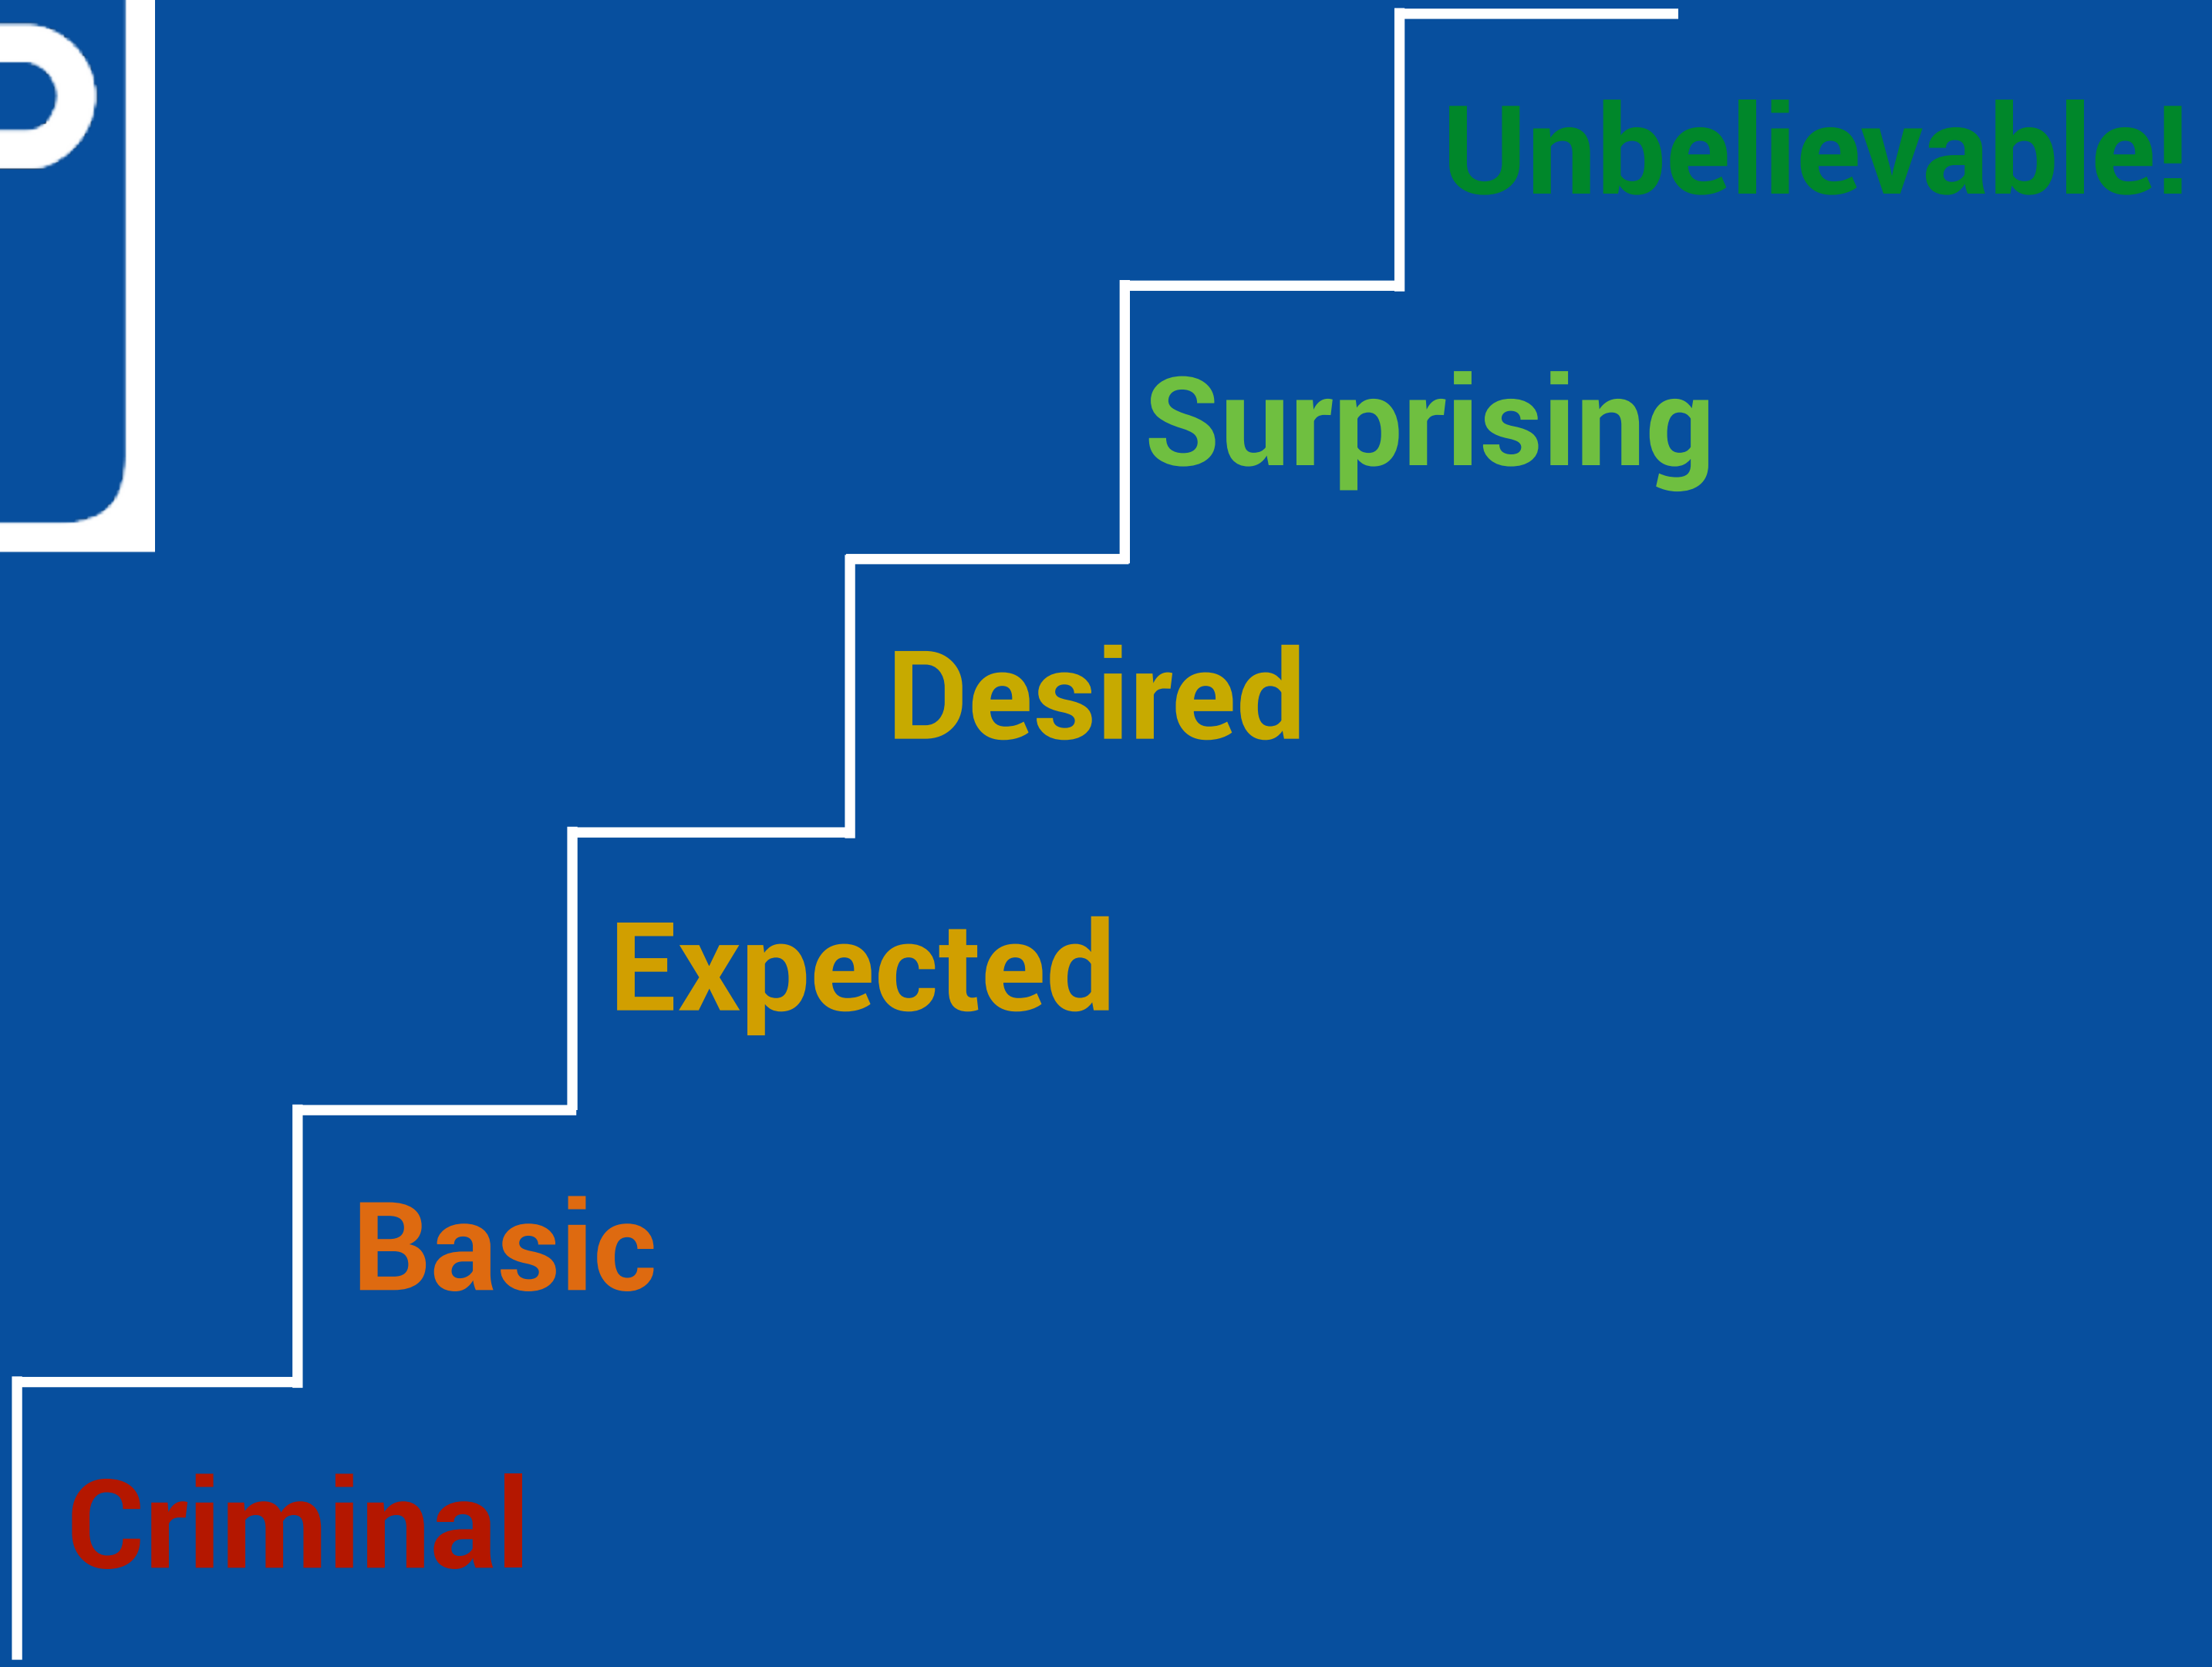 P
Unbelievable!
Surprising
Desired
Expected
Basic
Criminal